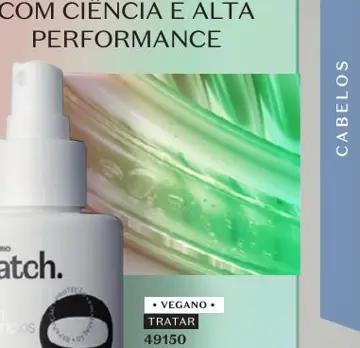 COM CIÊNCIA E ALTA
PERFORMANCE
CABELOS
atch.
• VEGANO •
TRATAR
49150